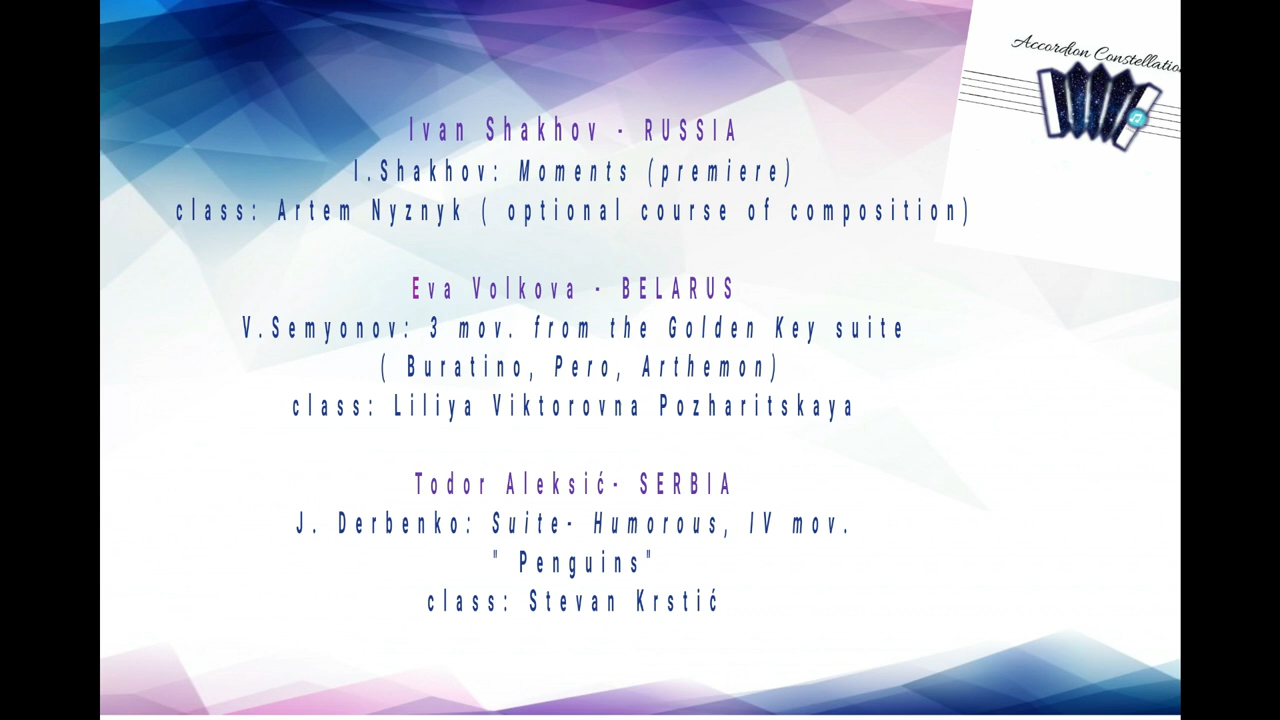 Accordion Constellation
Ivan Shakhov - RUSSIA
I.Shakhov: Moments (premiere)
class: Artem Nyznyk ( optional course of composition)
Eva Volkova - BELARUS
V.Semyonov: 3 mov. from the Golden Key suite
( Buratino, Pero, Arthemon)
class: Liliya Viktorovna Pozharitskaya
Todor Aleksić- SERBIA
J. Derbenko: Suite- Humorous, IV mov.
" Penguins"
class: Stevan Krstić